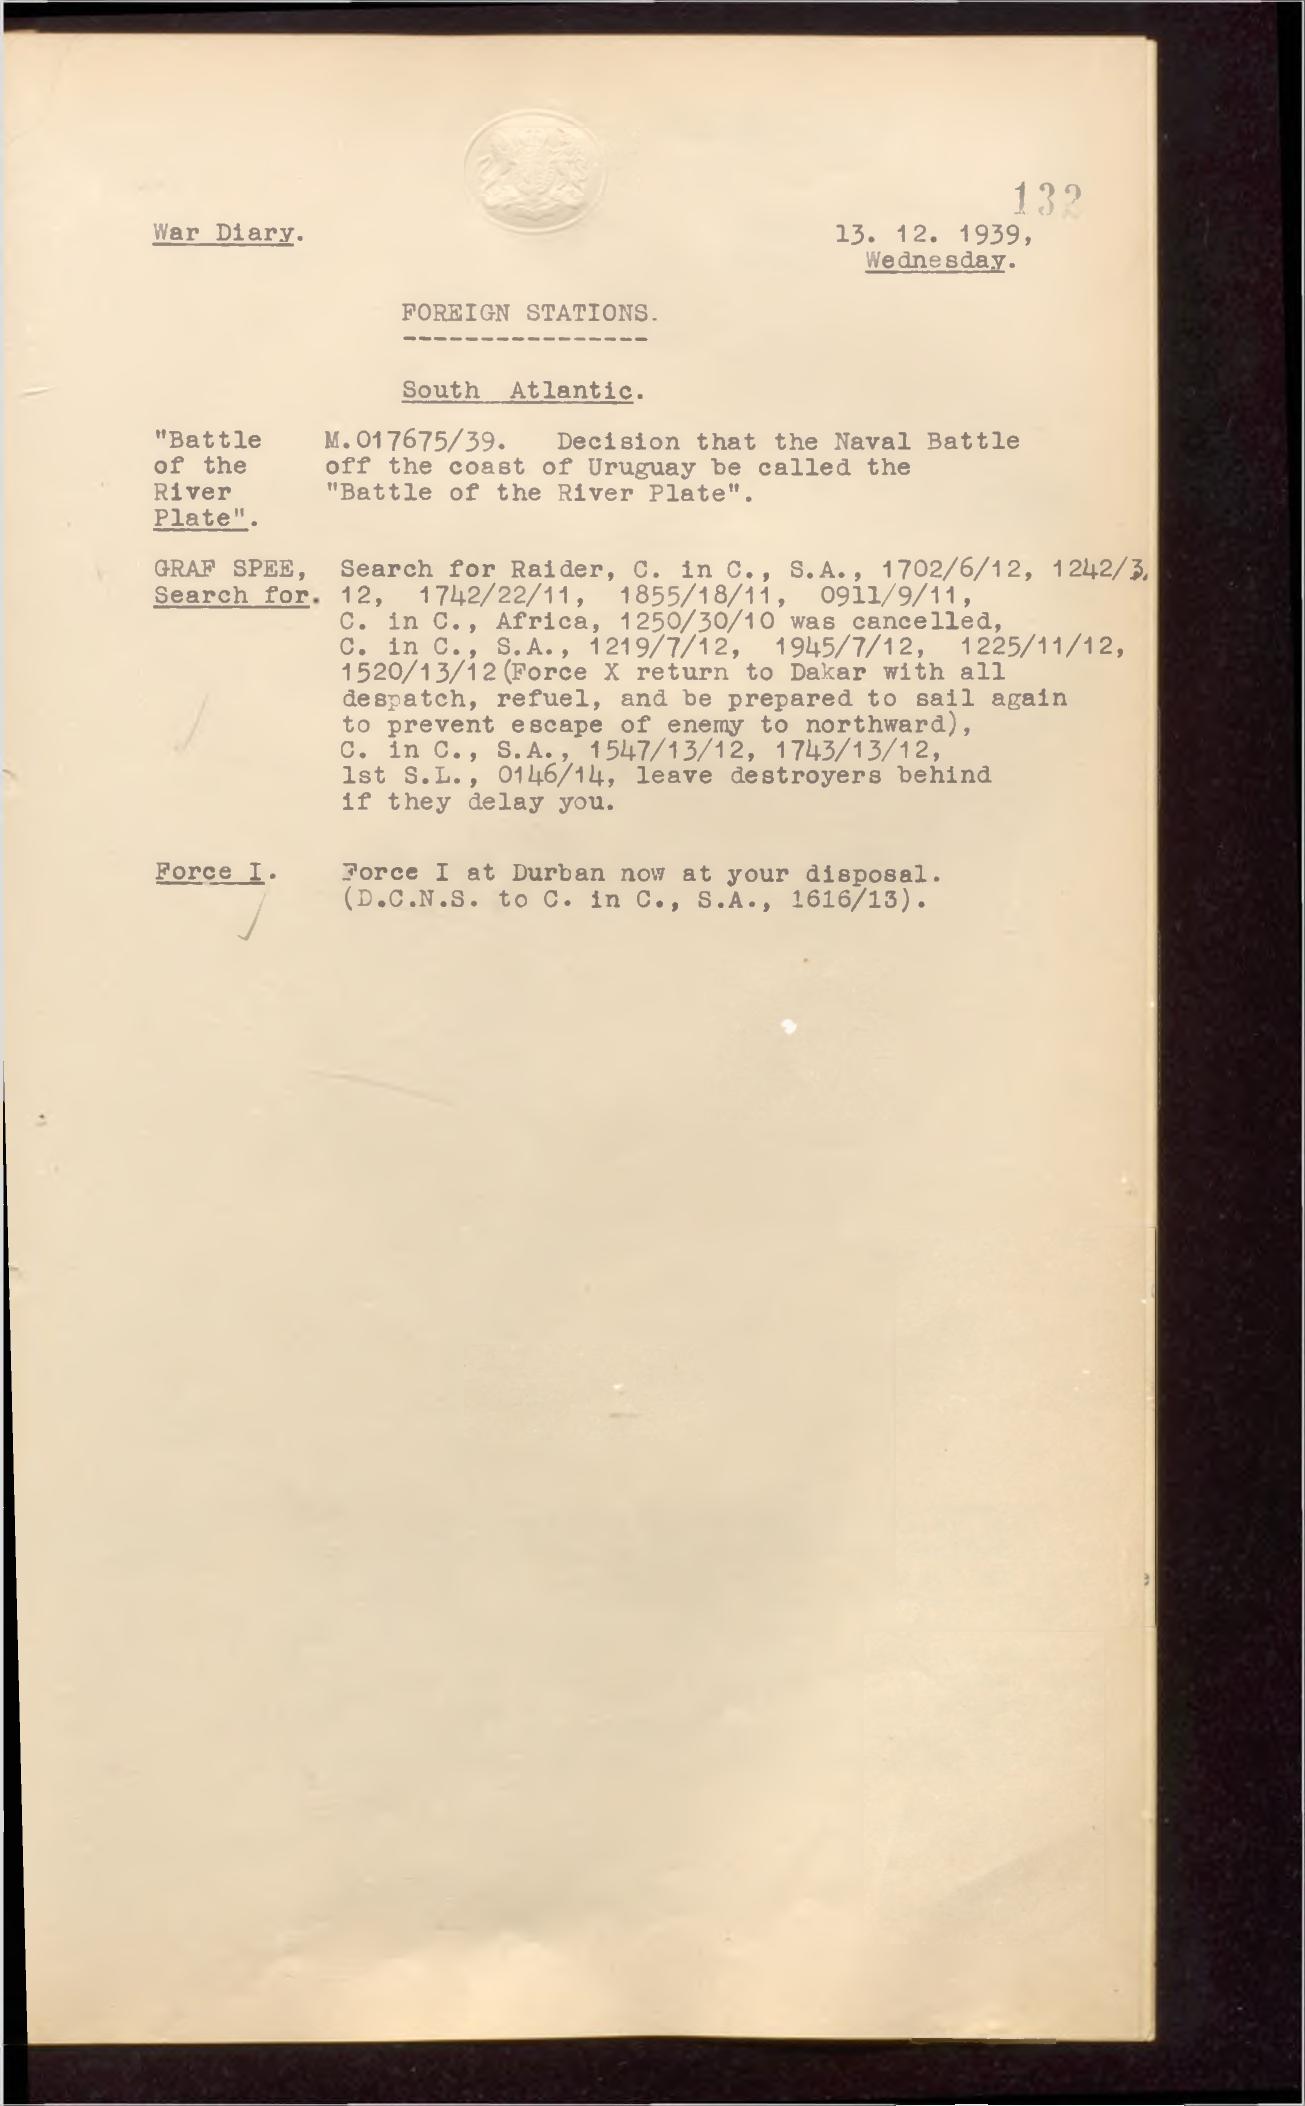 132
War Diary. 13. 12. 1939,
Wednesday.
FOREIGN STATIONS.
----------------
South Atlantic.
"Battle M.017675/39. Decision that the Naval Battle
of the off the coast of Uruguay be called the
River "Battle of the River Plate".
Plate".
GRAF SPEE, Search for Raider, C. in C., S.A., 1702/6/12, 1242/3,
Search for. 12, 1742/22/11, 1855/18/11, 0911/9/11,
C. in C., Africa, 1250/30/10 was cancelled,
C. in C., S.A., 1219/7/12, 1945/7/12, 1225/11/12,
1520/13/12(Force X return to Dakar with all
despatch, refuel, and be prepared to sail again
to prevent escape of enemy to northward),
C. in C., S.A., 1547/13/12, 1743/13/12,
1st S.L., 0146/14, leave destroyers behind
if they delay you.
Force I. Force I at Durban now at your disposal.
(D.C.N.S. to C. in C., S.A., 1616/13).